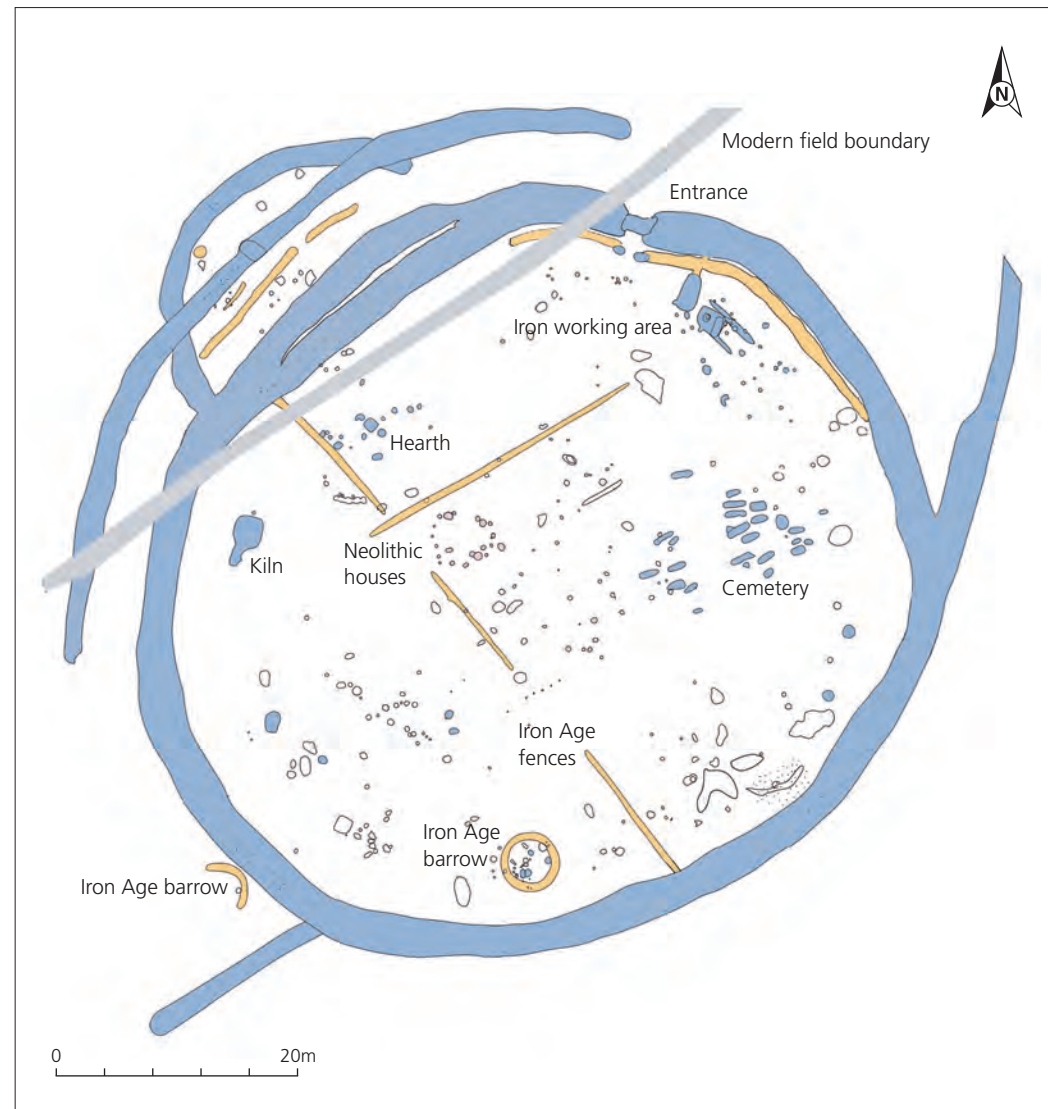 N
Modern field boundary
Entrance
Iron working area
Hearth
Neolithic
houses
Kiln
Cemetery
Iron Age
fences
Iron Age
barrow
Iron Age barrow
0
20m